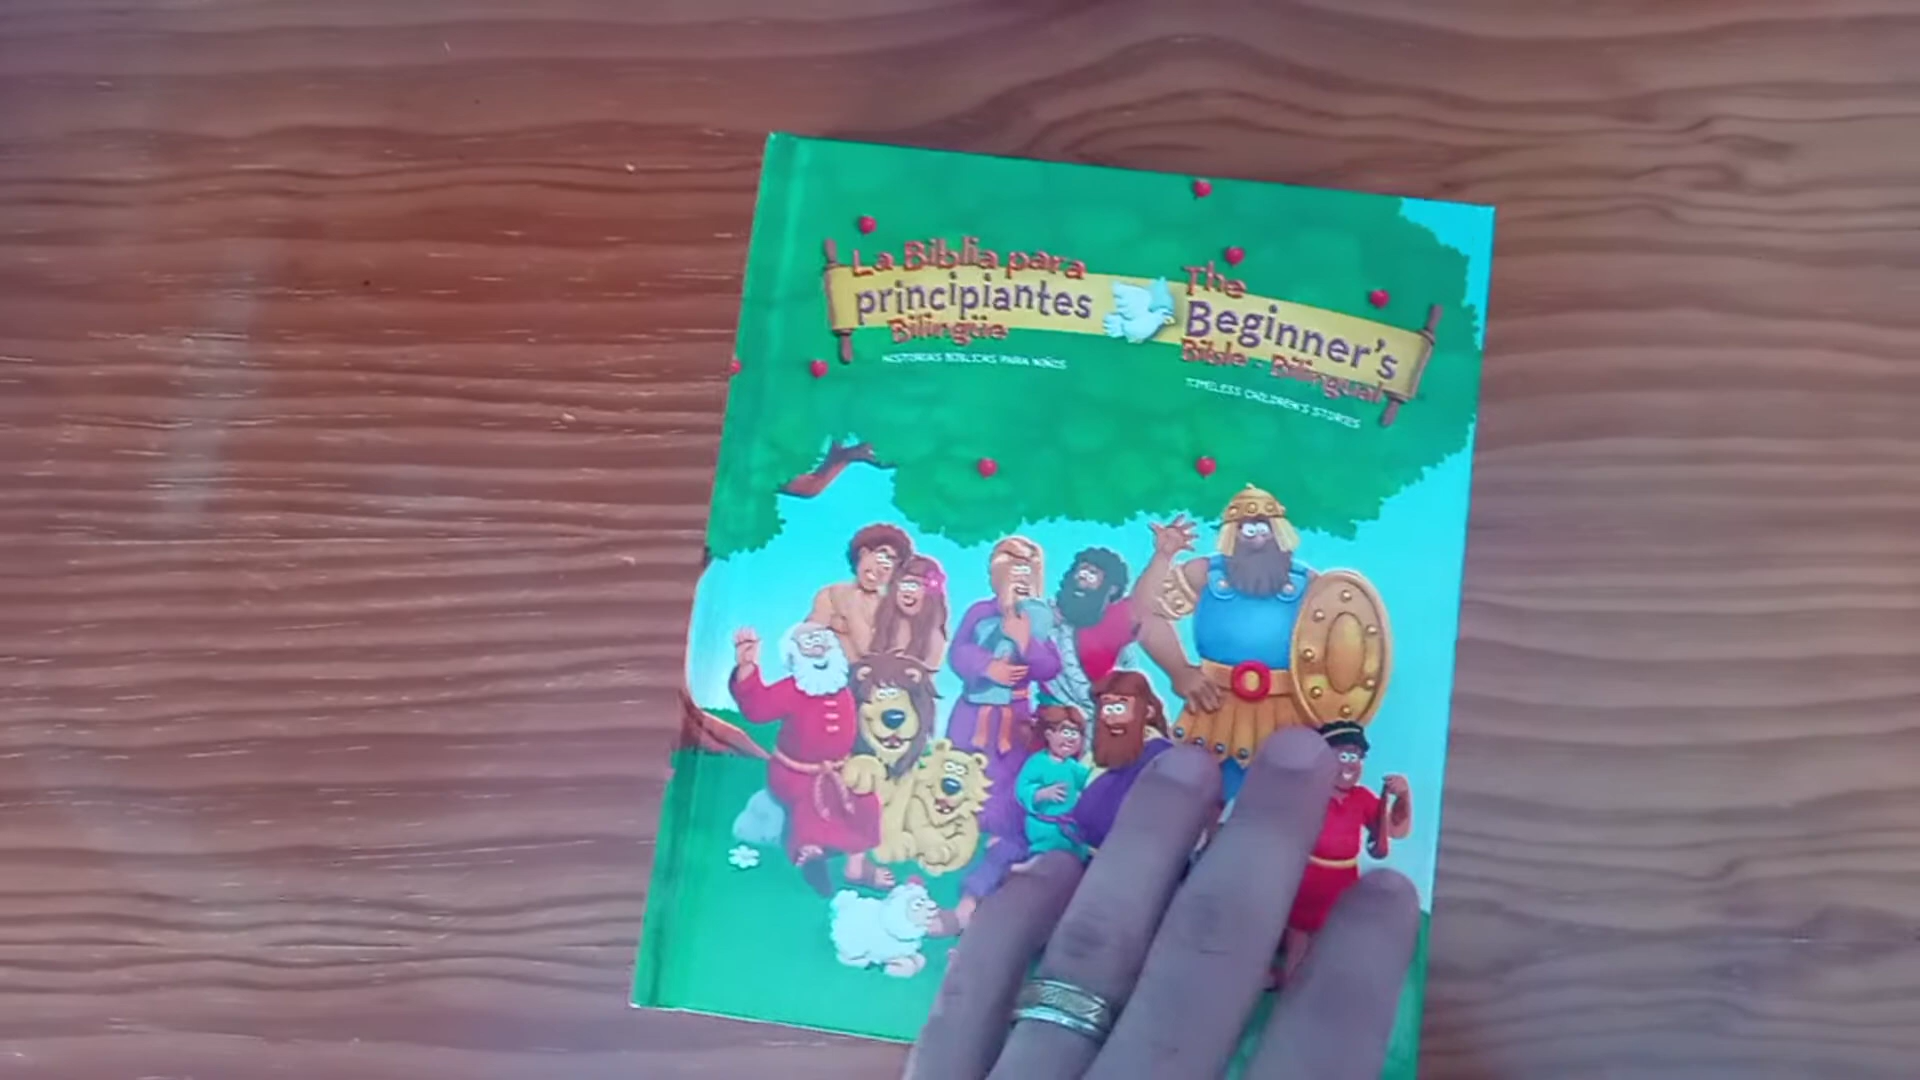 La Biblia para
principiantes
Bilingüe
HISTORIAS BÍBLICAS PARA NIÑOS
The
Beginner's
Bible - Bilingual
TIMELESS CHILDREN'S STORIES